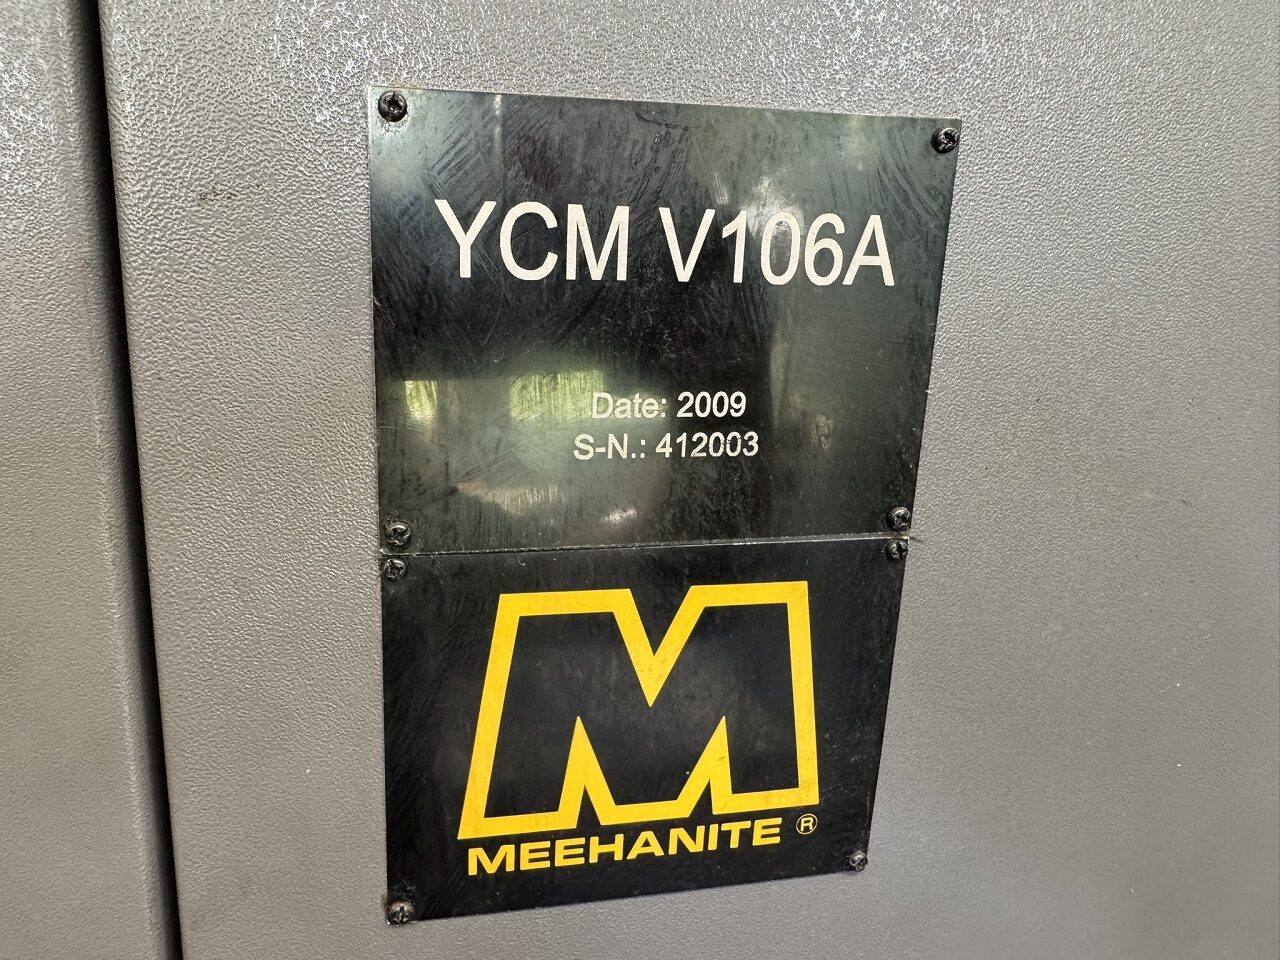 YCM V106A
Date: 2009
S-N.: 412003
M
MEEHANITE ®